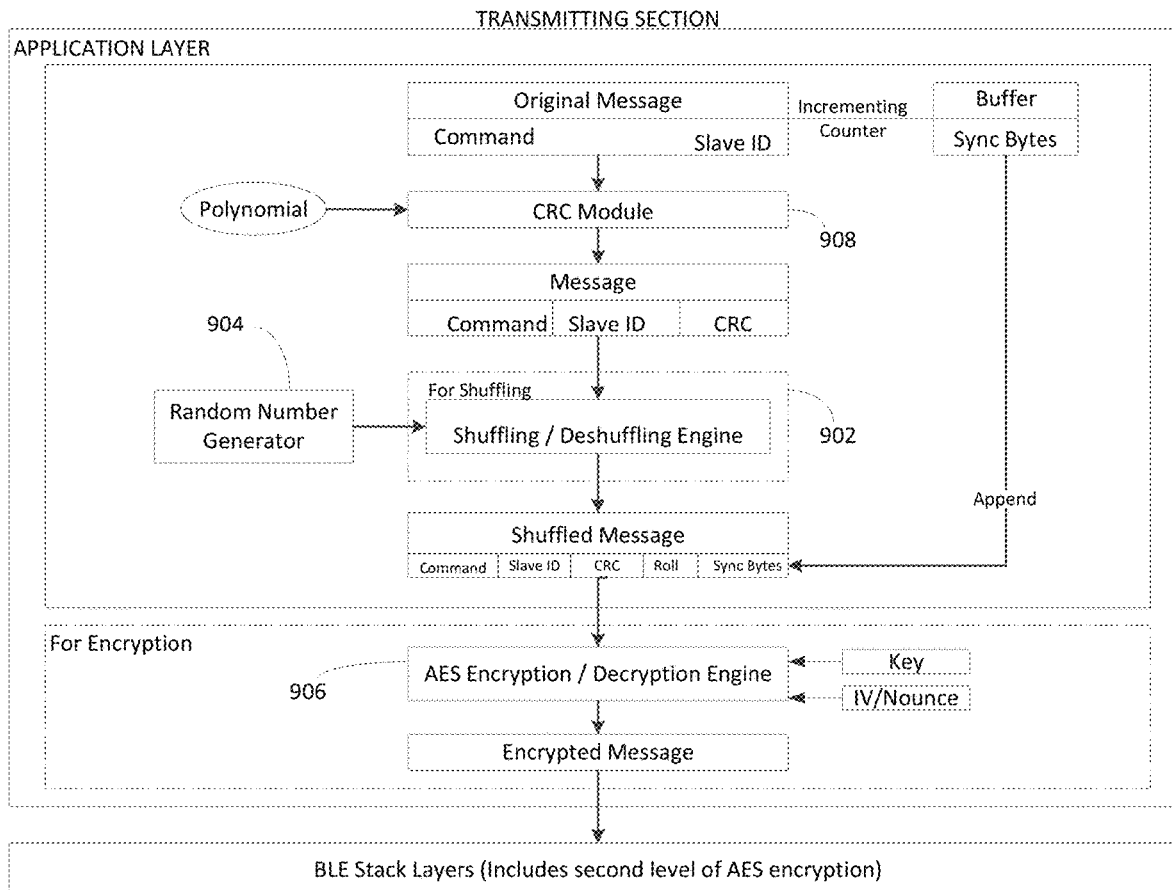 TRANSMITTING SECTION
APPLICATION LAYER
Original Message
Command
Slave ID
Incrementing
Counter
Buffer
Sync Bytes
Polynomial
CRC Module
908
Message
Command
Slave ID
CRC
904
Random Number
Generator
For Shuffling
Shuffling / Deshuffling Engine
902
Append
Shuffled Message
Command
Slave ID
CRC
Roll
Sync Bytes
For Encryption
AES Encryption / Decryption Engine
906
Key
IV/Nounce
Encrypted Message
BLE Stack Layers (Includes second level of AES encryption)